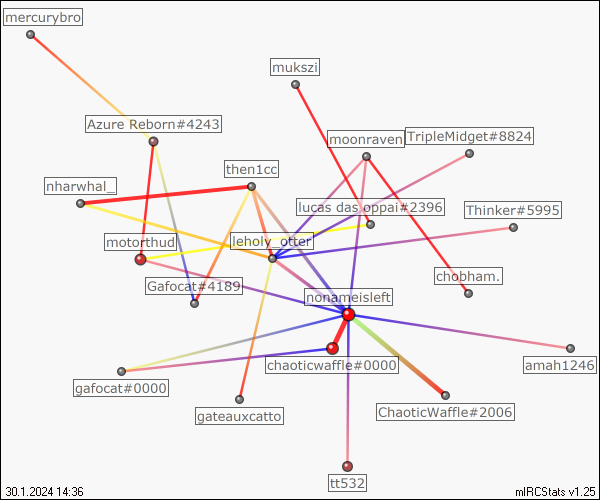 mercurybro
mukszi
Azure Reborn#4243
moonraven
TripleMidget#8824
then1cc
nharwhal_
lucas das oppai#2396
Thinker#5995
motorthud
leholy_otter
chobham.
Gafocat#4189
nonameisleft
chaoticwaffle#0000
amah1246
gafocat#0000
gateauxcatto
ChaoticWaffle#2006
tt532
30.1.2024 14:36
mIRCStats v1.25